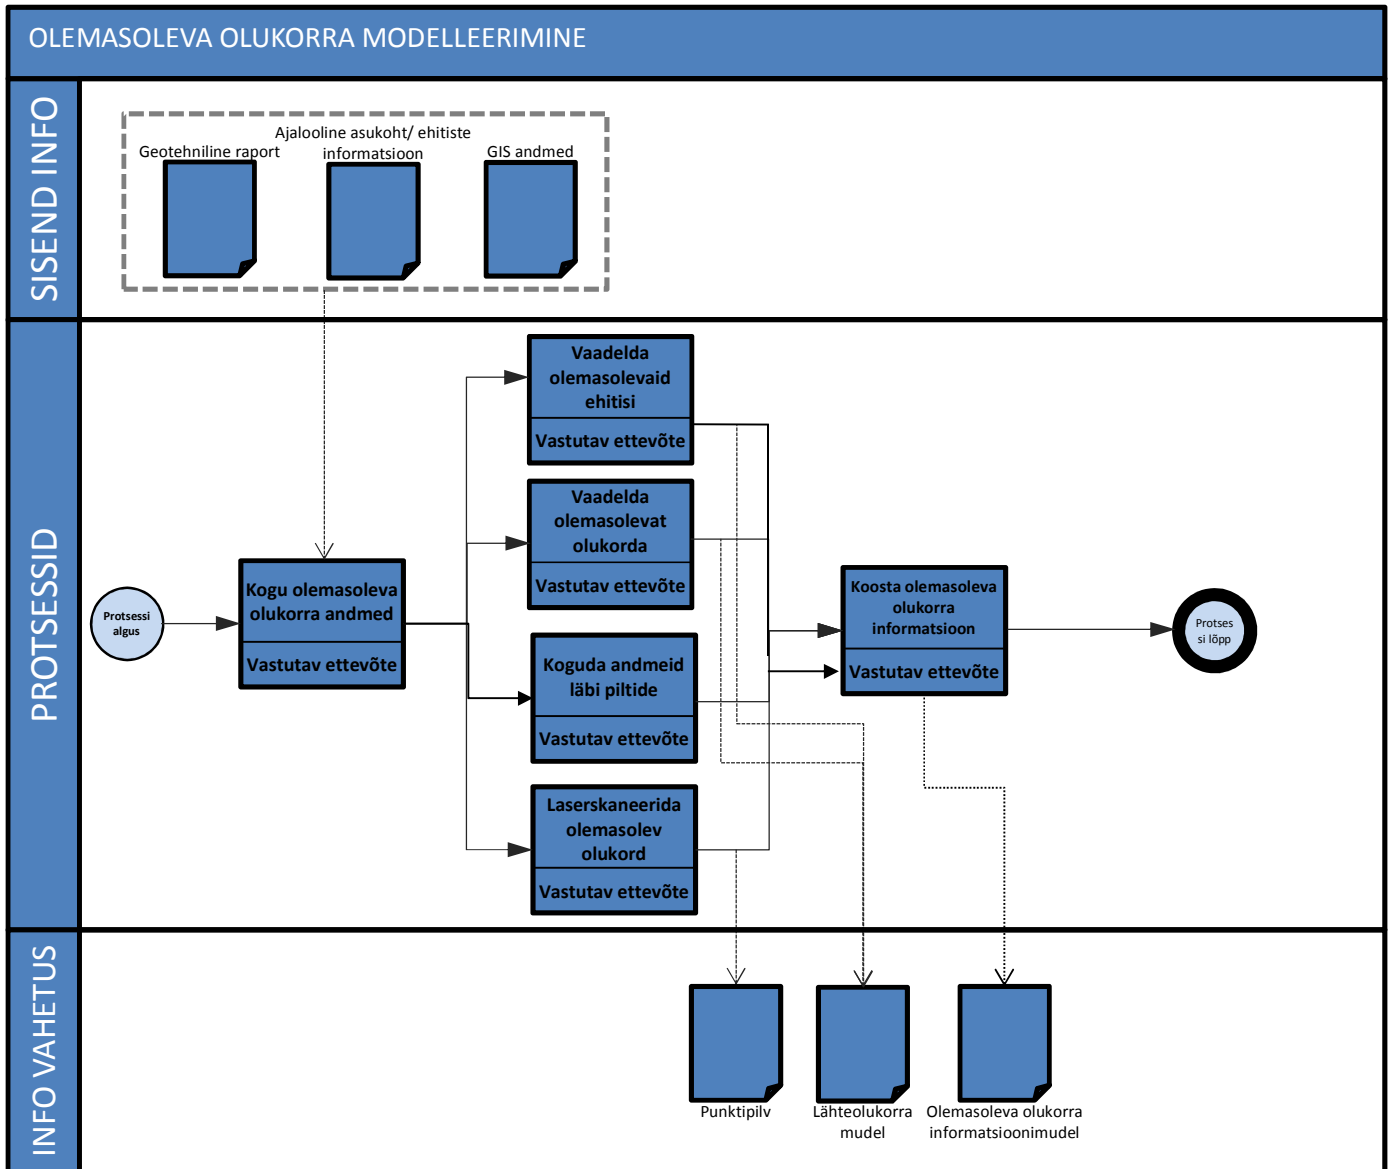 OLEMASOLEVA OLUKORRA MODELLEERIMINE
SISEND INFO
Geotehniline raport
Ajalooline asukoht/ ehitiste
informatsioon
GIS andmed
PROTSESSID
Protsessi
algus
Kogu olemasoleva
olukorra andmed
Vastutav ettevõte
Vaadelda
olemasolevaid
ehitisi
Vastutav ettevõte
Vaadelda
olemasolevat
olukorda
Vastutav ettevõte
Koguda andmeid
läbi piltide
Vastutav ettevõte
Laserskaneerida
olemasolev
olukord
Vastutav ettevõte
Koosta olemasoleva
olukorra
informatsioon
Vastutav ettevõte
Protses
si lõpp
INFO VAHETUS
Punktipilv
Lähteolukorra
mudel
Olemasoleva olukorra
informatsioonimudel